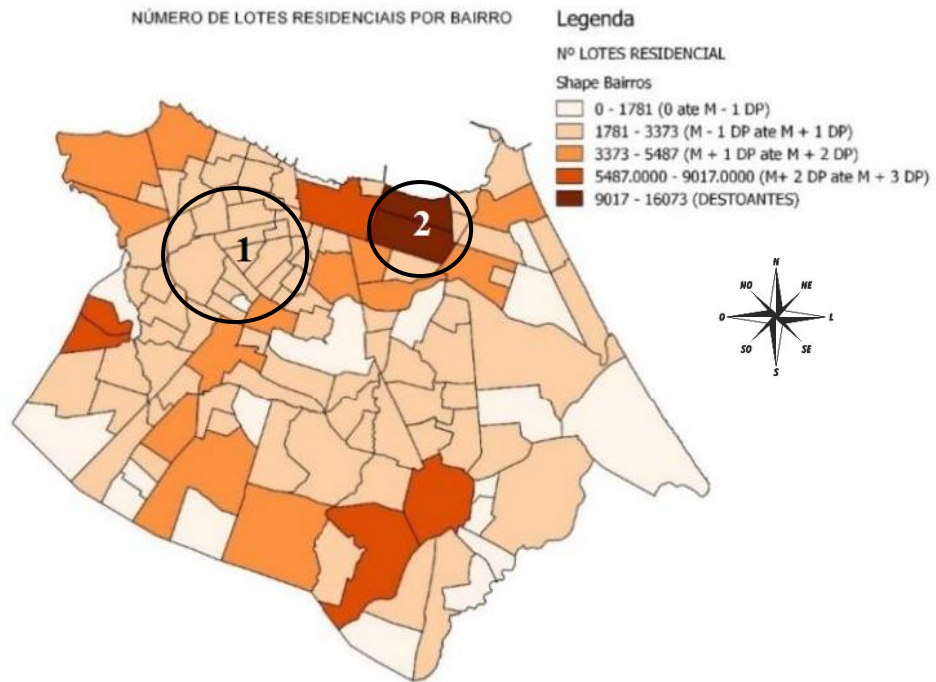 NÚMERO DE LOTES RESIDENCIAIS POR BAIRRO
Legenda
Nº LOTES RESIDENCIAL
Shape Bairros
0 - 1781 (0 ate M - 1 DP)
1781 - 3373 (M - 1 DP ate M + 1 DP)
3373 - 5487 (M + 1 DP ate M + 2 DP)
5487.0000 - 9017.0000 (M+ 2 DP ate M + 3 DP)
9017 - 16073 (DESTOANTES)
1
2
N
NO
NE
O
L
SO
SE
S